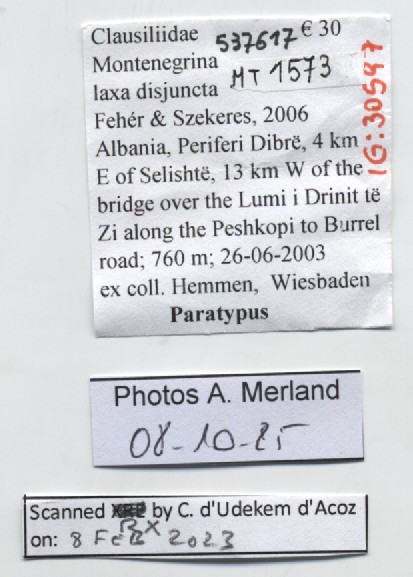 Clausiliidae 537617 € 30
Montenegrina MT 1573
laxa disjuncta
Fehér & Szekeres, 2006
Albania, Periferi Dibrë, 4 km
E of Selishtë, 13 km W of the
bridge over the Lumi i Drinit të
Zi along the Peshkopi to Burrel
road; 760 m; 26-06-2003
ex coll. Hemmen, Wiesbaden
Paratypus
IG:30597
Photos A. Merland
08-10-25
Scanned by C. d'Udekem d'Acoz
RX
on: 8 FeB 2023